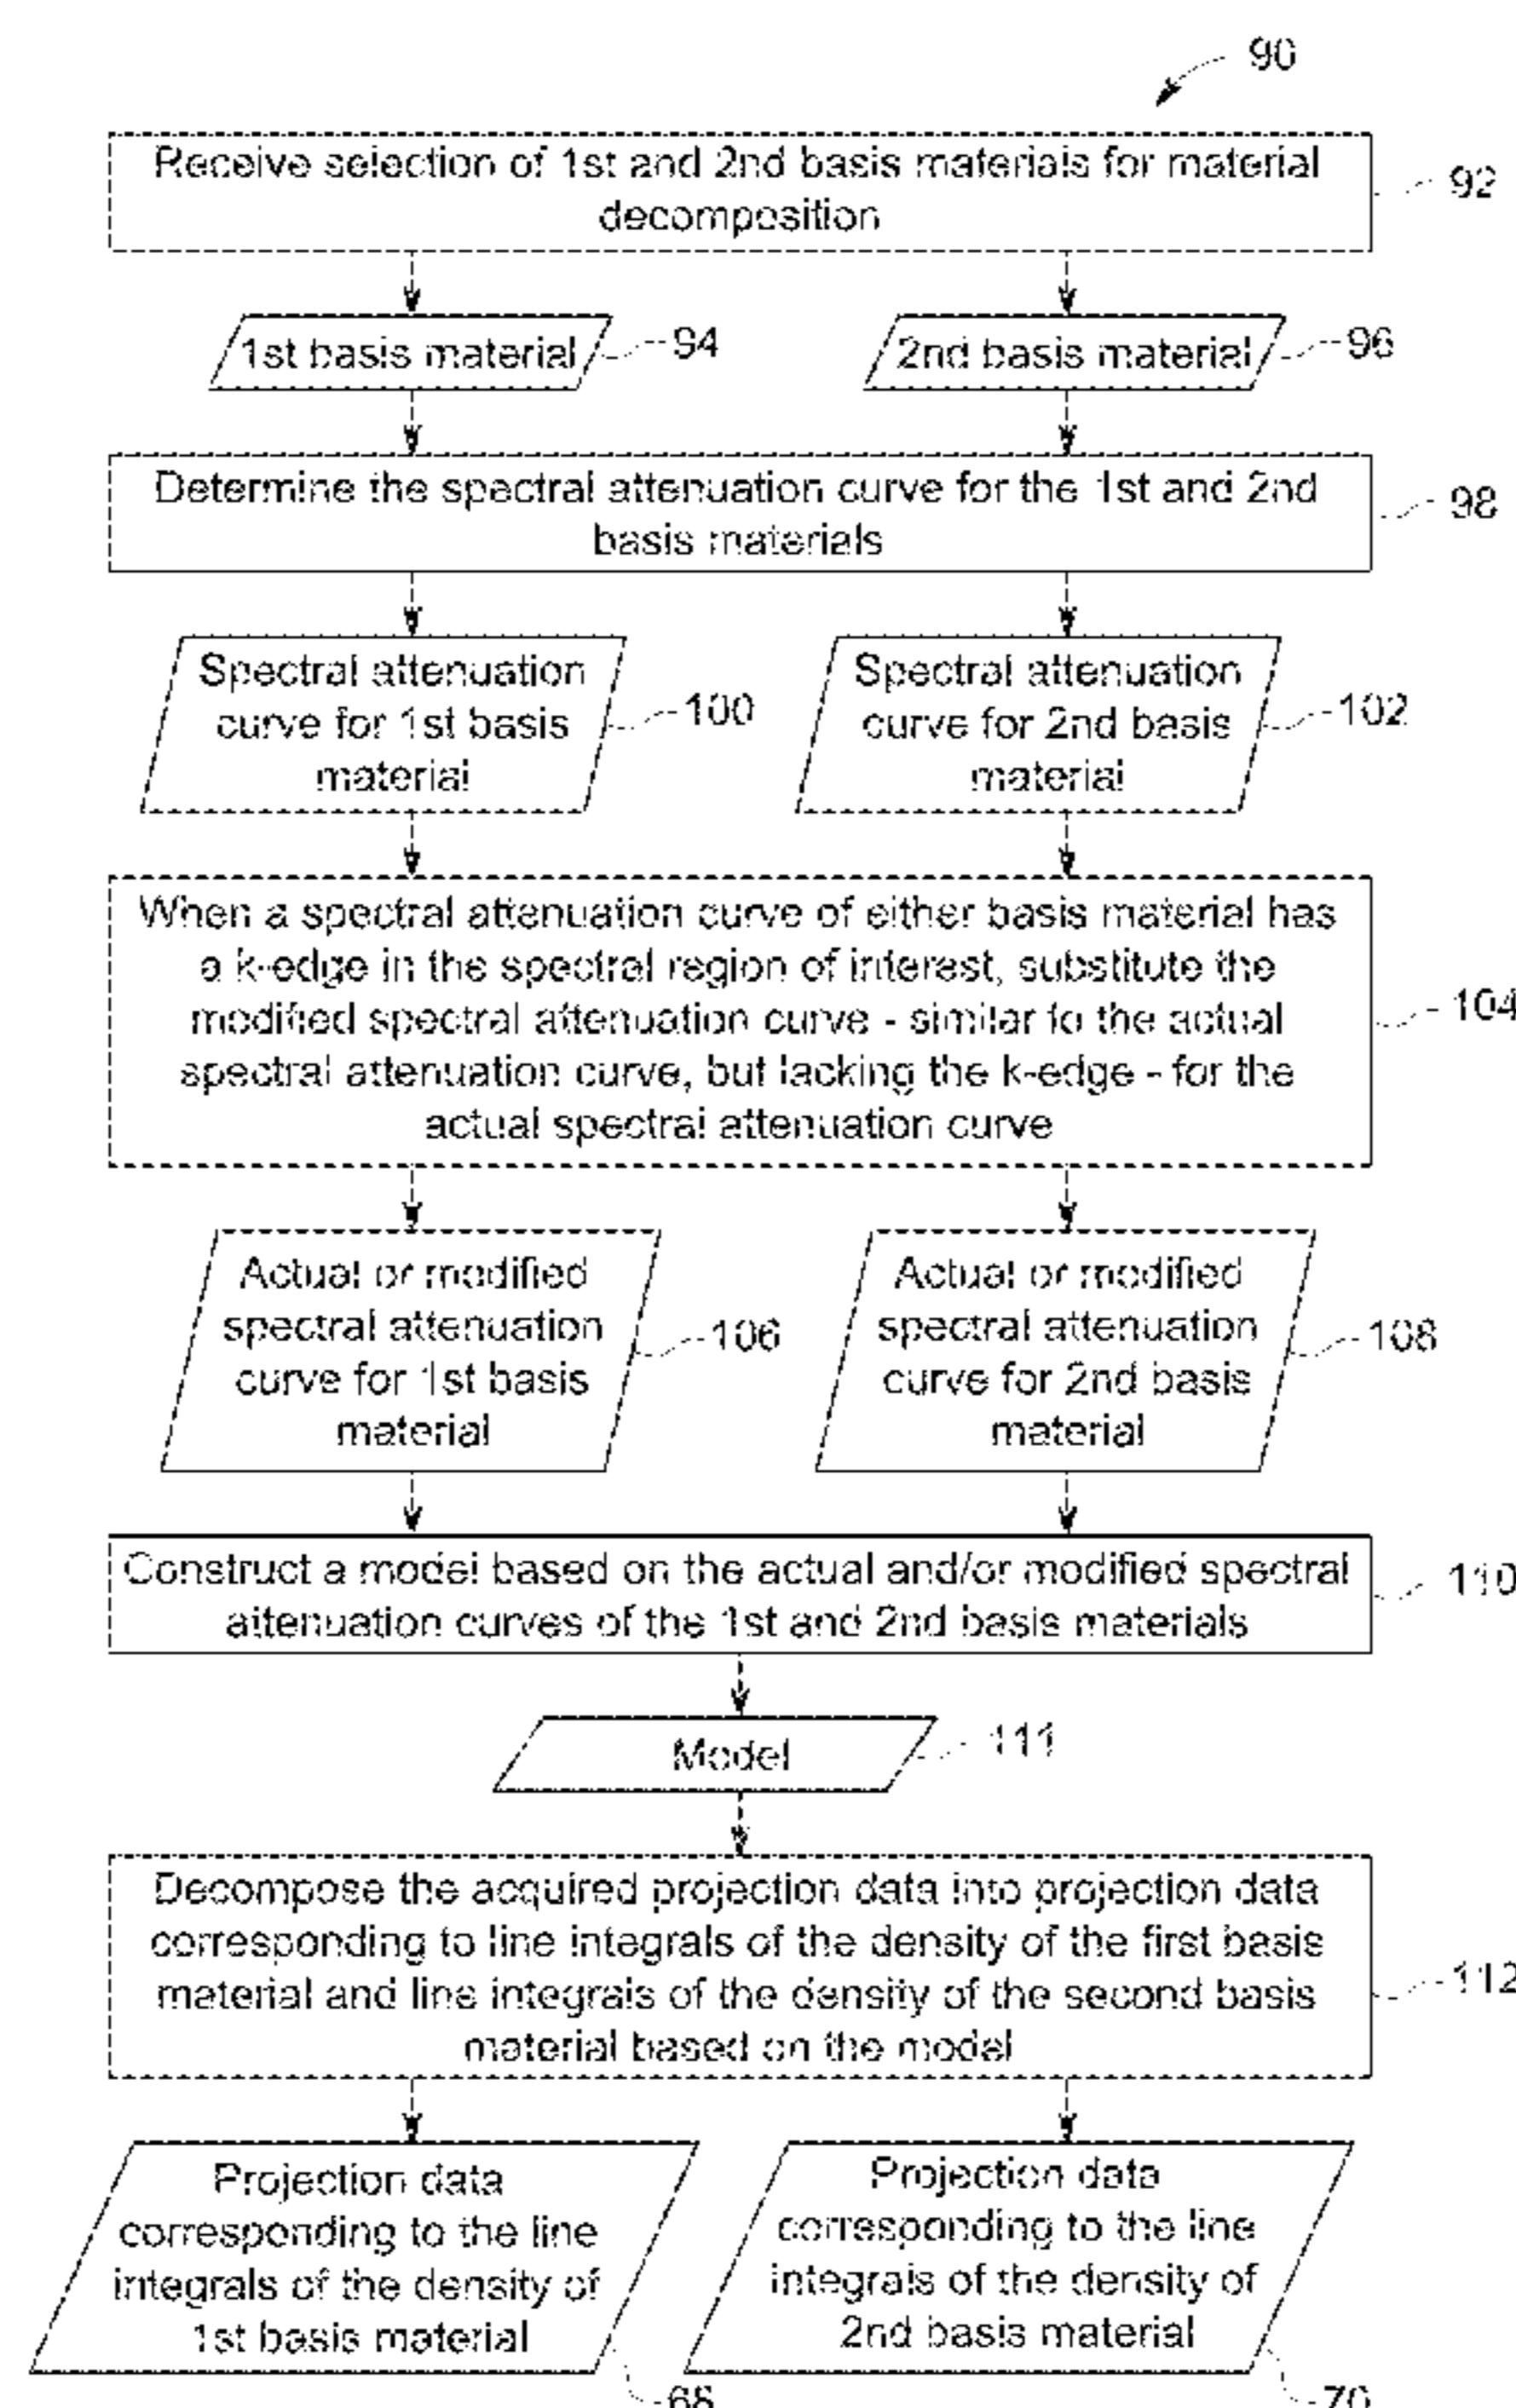 90
Receive selection of 1st and 2nd basis materials for material
decomposition
92
1st basis material
94
2nd basis material
96
Determine the spectral attenuation curve for the 1st and 2nd
basis materials
98
Spectral attenuation
curve for 1st basis
material
100
Spectral attenuation
curve for 2nd basis
material
102
When a spectral attenuation curve of either basis material has
a k-edge in the spectral region of interest, substitute the
modified spectral attenuation curve - similar to the actual
spectral attenuation curve, but lacking the k-edge - for the
actual spectral attenuation curve
104
Actual or modified
spectral attenuation
curve for 1st basis
material
106
Actual or modified
spectral attenuation
curve for 2nd basis
material
108
Construct a model based on the actual and/or modified spectral
attenuation curves of the 1st and 2nd basis materials
110
Model
111
Decompose the acquired projection data into projection data
corresponding to line integrals of the density of the first basis
material and line integrals of the density of the second basis
material based on the model
112
Projection data
corresponding to the line
integrals of the density of
1st basis material
68
Projection data
corresponding to the line
integrals of the density of
2nd basis material
70